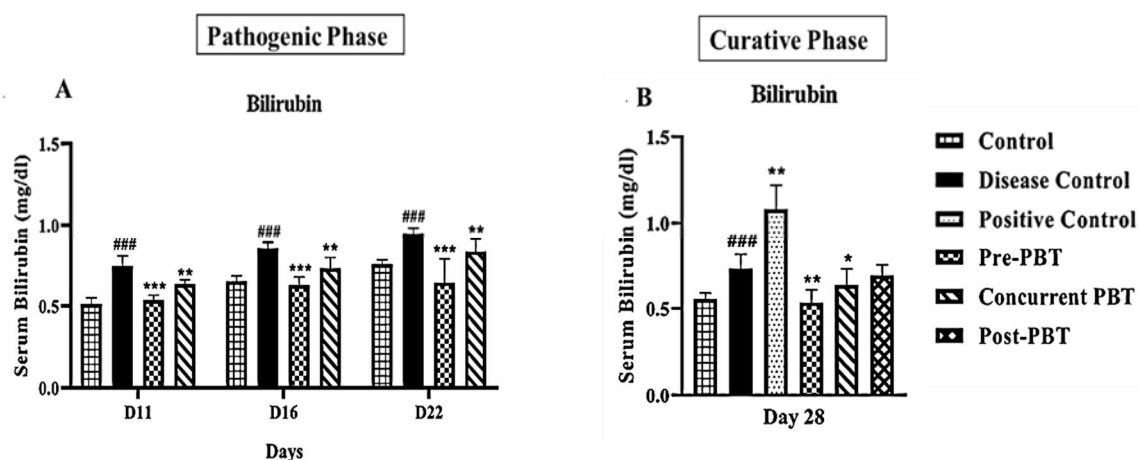 Pathogenic Phase
Curative Phase
A
Bilirubin
Serum Bilirubin (mg/dl)
1.5
1.0
0.5
0.0
###
***
**
###
***
**
###
***
**
D11
D16
D22
Days
B
Bilirubin
Serum Bilirubin (mg/dl)
1.5
1.0
0.5
0.0
###
**
**
*
Day 28
Control
Disease Control
Positive Control
Pre-PBT
Concurrent PBT
Post-PBT